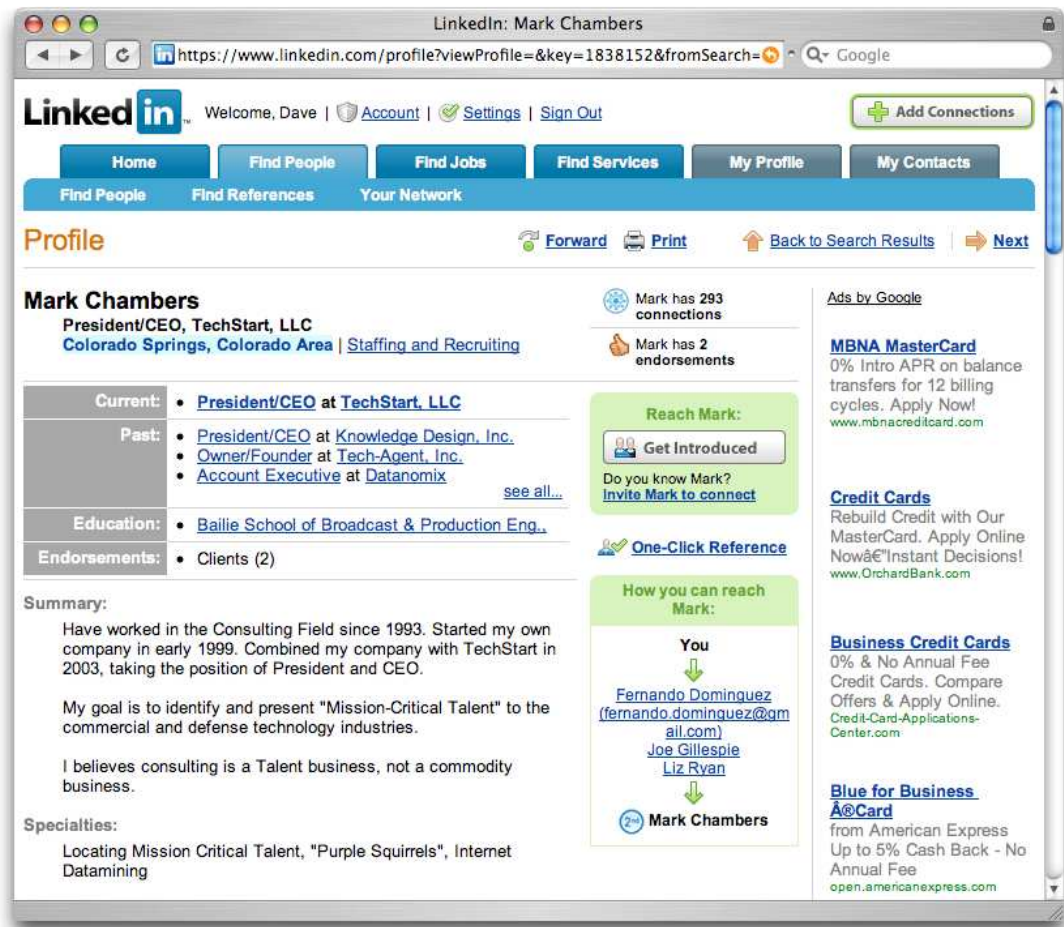 LinkedIn: Mark Chambers
https://www.linkedin.com/profile?viewProfile=&key=1838152&fromSearch=
Google
Linked in™
Welcome, Dave | Account | Settings | Sign Out
Add Connections
Home Find People Find Jobs Find Services My Profile My Contacts
Find People Find References Your Network
Profile
Forward Print Back to Search Results | Next
Mark Chambers
President/CEO, TechStart, LLC
Colorado Springs, Colorado Area | Staffing and Recruiting
Current: • President/CEO at TechStart, LLC
Past: • President/CEO at Knowledge Design, Inc.
• Owner/Founder at Tech-Agent, Inc.
• Account Executive at Datanomix
see all...
Education: • Bailie School of Broadcast & Production Eng.,
Endorsements: • Clients (2)
Summary:
Have worked in the Consulting Field since 1993. Started my own
company in early 1999. Combined my company with TechStart in
2003, taking the position of President and CEO.
My goal is to identify and present "Mission-Critical Talent" to the
commercial and defense technology industries.
I believes consulting is a Talent business, not a commodity
business.
Specialties:
Locating Mission Critical Talent, "Purple Squirrels", Internet
Datamining
Mark has 293
connections
Mark has 2
endorsements
Reach Mark:
Get Introduced
Do you know Mark?
Invite Mark to connect
One-Click Reference
How you can reach
Mark:
You
Fernando Dominguez
(fernando.dominguez@gm
ail.com)
Joe Gillespie
Liz Ryan
2nd Mark Chambers
Ads by Google
MBNA MasterCard
0% Intro APR on balance
transfers for 12 billing
cycles. Apply Now!
www.mbnacreditcard.com
Credit Cards
Rebuild Credit with Our
MasterCard. Apply Online
Nowâ€"Instant Decisions!
www.OrchardBank.com
Business Credit Cards
0% & No Annual Fee
Credit Cards. Compare
Offers & Apply Online.
Credit-Card-Applications-
Center.com
Blue for Business
Â®Card
from American Express
Up to 5% Cash Back - No
Annual Fee
open.americanexpress.com